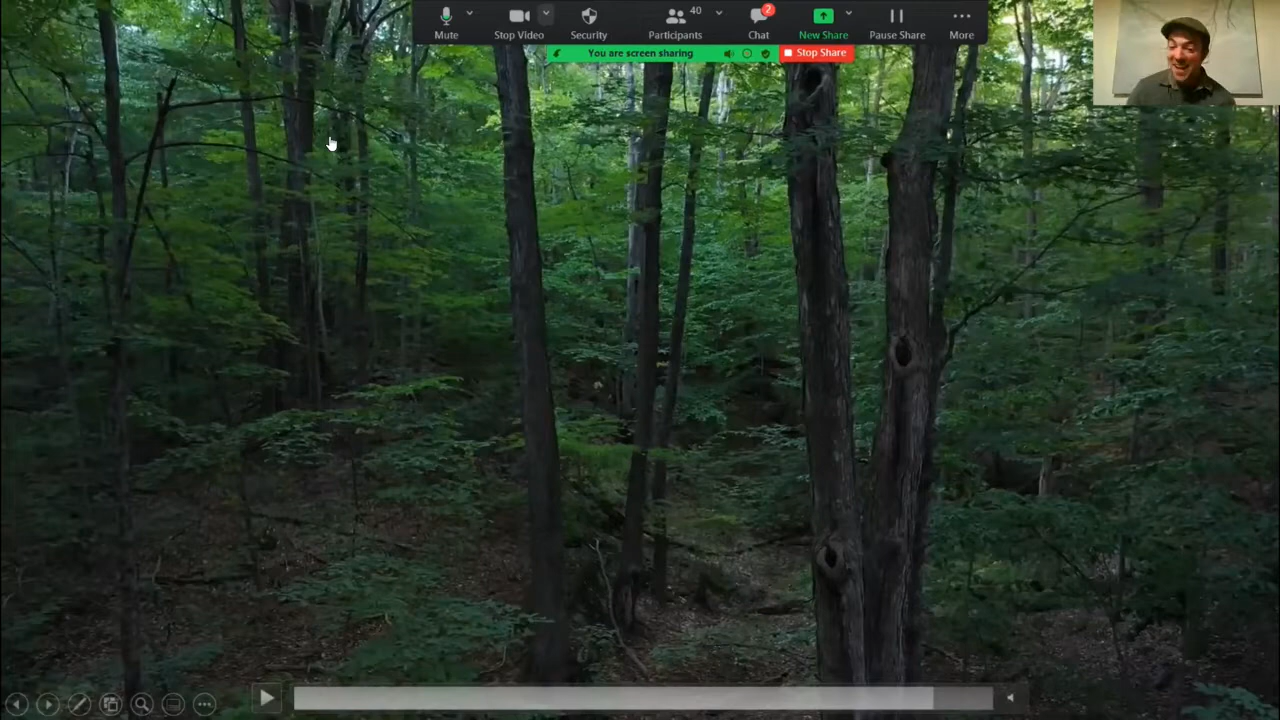 40
2
Mute
Stop Video
Security
Participants
Chat
New Share
Pause Share
More
You are screen sharing
Stop Share